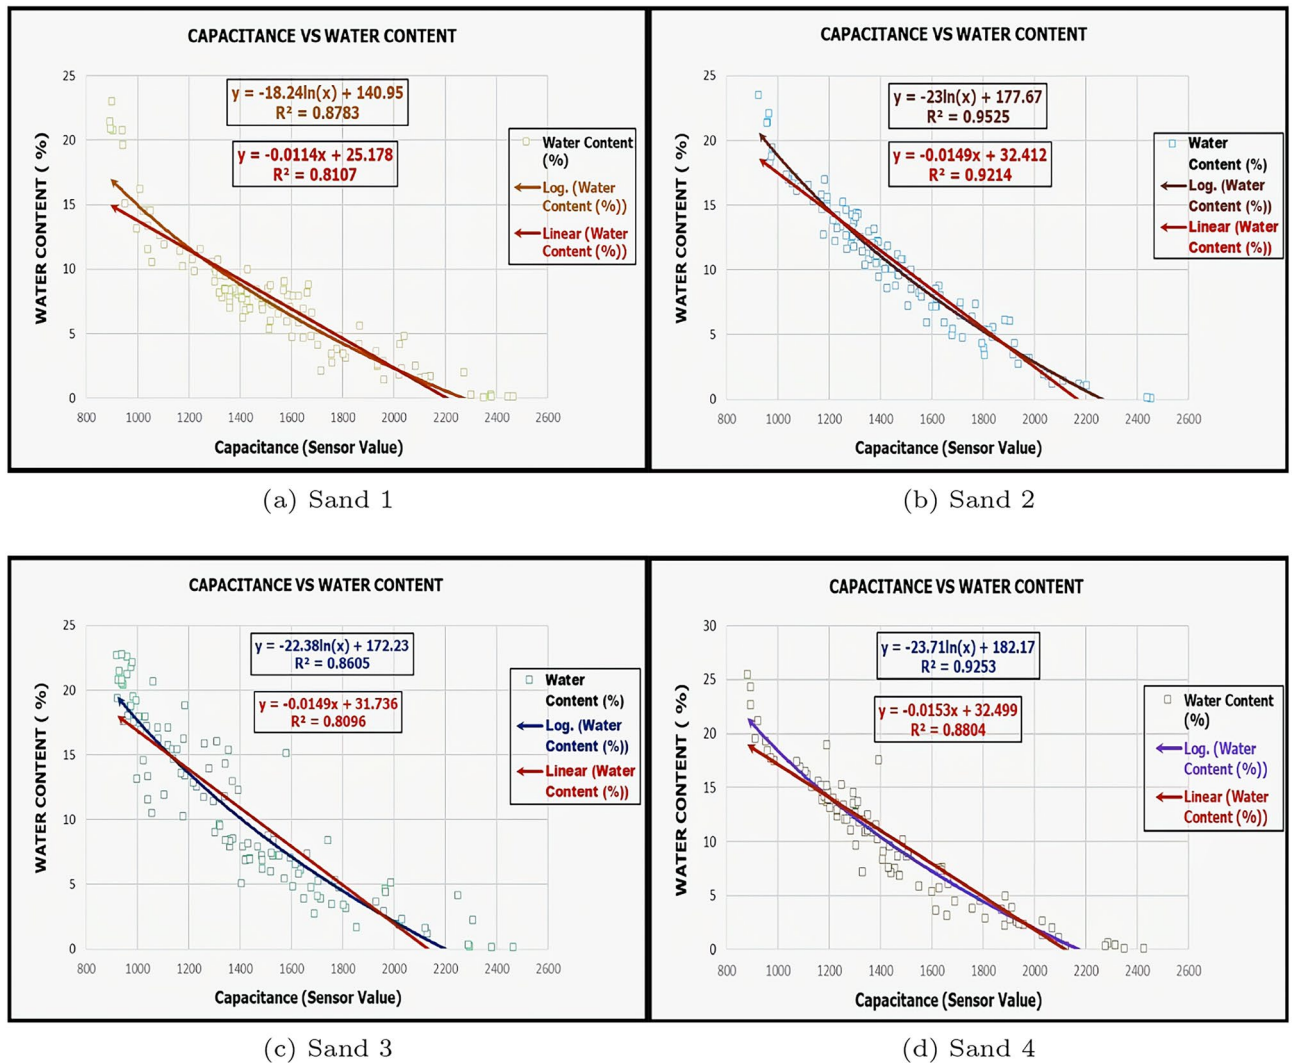 CAPACITANCE VS WATER CONTENT
y = -18.24ln(x) + 140.95
R² = 0.8783
y = -0.0114x + 25.178
R² = 0.8107
Water Content
(%)
Log. (Water
Content (%))
Linear (Water
Content (%))
WATER CONTENT ( %)
25
20
15
10
5
0
800 1000 1200 1400 1600 1800 2000 2200 2400 2600
Capacitance (Sensor Value)
(a) Sand 1
CAPACITANCE VS WATER CONTENT
y = -23ln(x) + 177.67
R² = 0.9525
y = -0.0149x + 32.412
R² = 0.9214
Water
Content (%)
Log. (Water
Content (%))
Linear (Water
Content (%))
WATER CONTENT ( %)
25
20
15
10
5
0
800 1000 1200 1400 1600 1800 2000 2200 2400 2600
Capacitance (Sensor Value)
(b) Sand 2
CAPACITANCE VS WATER CONTENT
y = -22.38ln(x) + 172.23
R² = 0.8605
y = -0.0149x + 31.736
R² = 0.8096
Water
Content (%)
Log. (Water
Content (%))
Linear (Water
Content (%))
WATER CONTENT ( %)
25
20
15
10
5
0
800 1000 1200 1400 1600 1800 2000 2200 2400 2600
Capacitance (Sensor Value)
(c) Sand 3
CAPACITANCE VS WATER CONTENT
y = -23.71ln(x) + 182.17
R² = 0.9253
y = -0.0153x + 32.499
R² = 0.8804
Water Content
(%)
Log. (Water
Content (%))
Linear (Water
Content (%))
WATER CONTENT ( %)
30
25
20
15
10
5
0
800 1000 1200 1400 1600 1800 2000 2200 2400 2600
Capacitance (Sensor Value)
(d) Sand 4